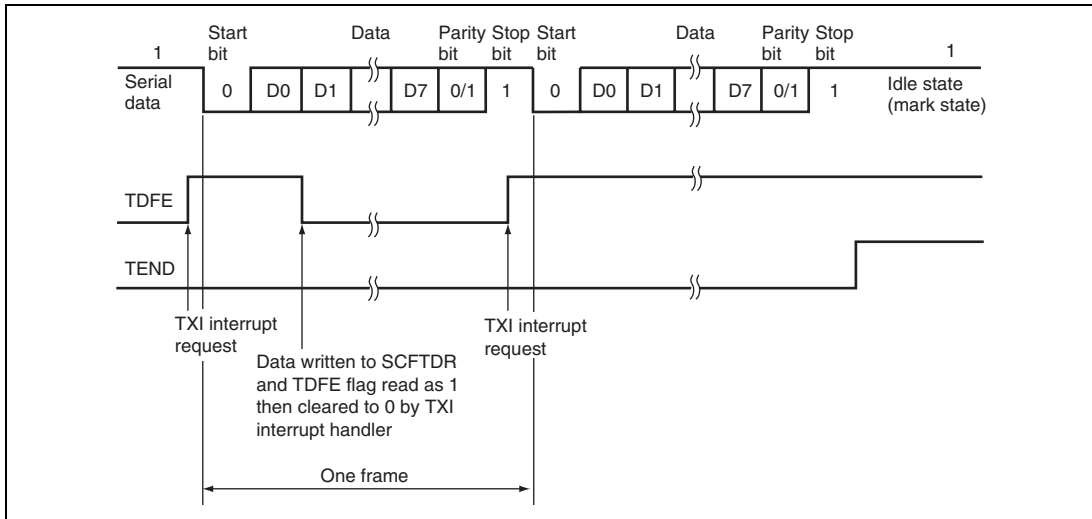 Start bit
Data
Parity bit
Stop bit
Start bit
Data
Parity bit
Stop bit
1
1
Serial data
0
D0
D1
D7
0/1
1
0
D0
D1
D7
0/1
1
Idle state
(mark state)
TDFE
TEND
TXI interrupt
request
Data written to SCFTDR
and TDFE flag read as 1
then cleared to 0 by TXI
interrupt handler
TXI interrupt
request
One frame